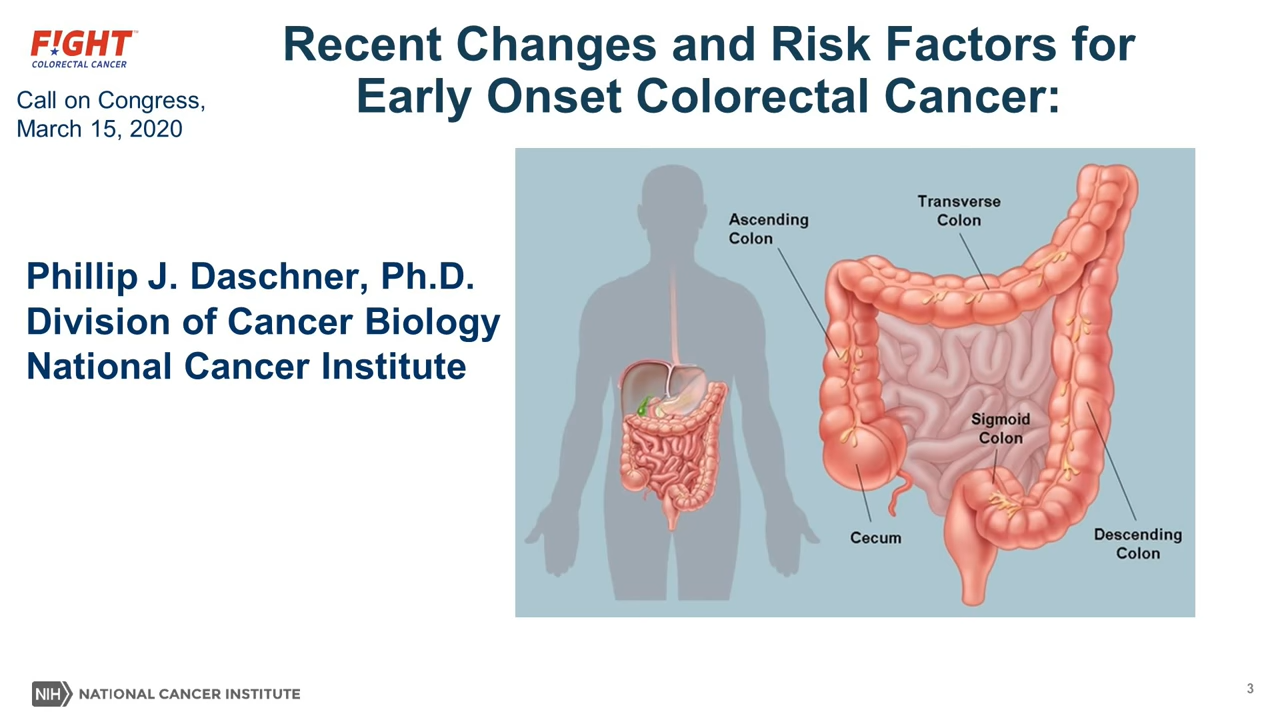 F!GHT™
COLORECTAL CANCER
Call on Congress,
March 15, 2020
Recent Changes and Risk Factors for
Early Onset Colorectal Cancer:
Phillip J. Daschner, Ph.D.
Division of Cancer Biology
National Cancer Institute
Ascending
Colon
Transverse
Colon
Sigmoid
Colon
Cecum
Descending
Colon
NIH NATIONAL CANCER INSTITUTE
3